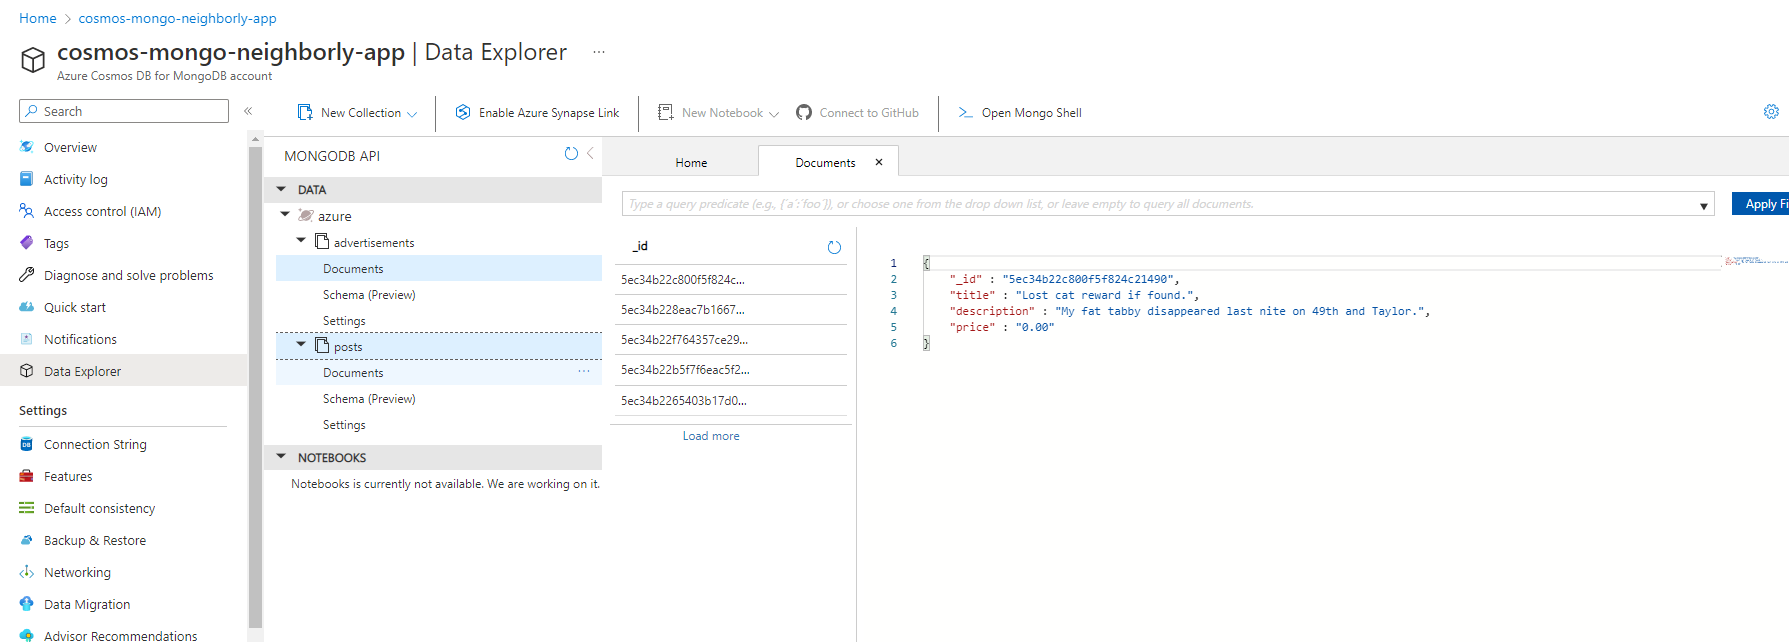 Home > cosmos-mongo-neighborly-app
cosmos-mongo-neighborly-app | Data Explorer ...
Azure Cosmos DB for MongoDB account
Search
«
New Collection
Enable Azure Synapse Link
New Notebook
Connect to GitHub
Open Mongo Shell
Overview
Activity log
Access control (IAM)
Tags
Diagnose and solve problems
Quick start
Notifications
Data Explorer
Settings
Connection String
Features
Default consistency
Backup & Restore
Networking
Data Migration
Advisor Recommendations
MONGODB API
DATA
azure
advertisements
Documents
Schema (Preview)
Settings
posts
Documents ...
Schema (Preview)
Settings
NOTEBOOKS
Notebooks is currently not available. We are working on it.
Home
Documents ×
Type a query predicate (e.g., {´a´:´foo´}), or choose one from the drop down list, or leave empty to query all documents.
Apply Fi
_id
5ec34b22c800f5f824c...
5ec34b228eac7b1667...
5ec34b22f764357ce29...
5ec34b22b5f7f6eac5f2...
5ec34b2265403b17d0...
Load more
1 {
2 "_id" : "5ec34b22c800f5f824c21490",
3 "title" : "Lost cat reward if found.",
4 "description" : "My fat tabby disappeared last nite on 49th and Taylor.",
5 "price" : "0.00"
6 }